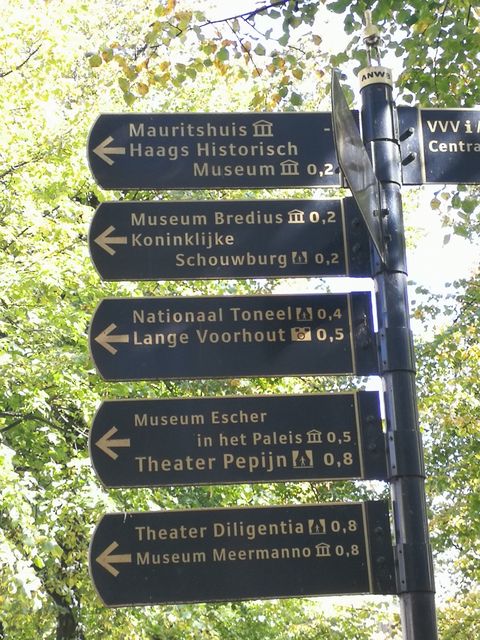 ANWB
Mauritshuis
Haags Historisch
Museum 0,2
VVV i
Centra
Museum Bredius 0,2
Koninklijke
Schouwburg 0,2
Nationaal Toneel 0,4
Lange Voorhout 0,5
Museum Escher
in het Paleis 0,5
Theater Pepijn 0,8
Theater Diligentia 0,8
Museum Meermanno 0,8